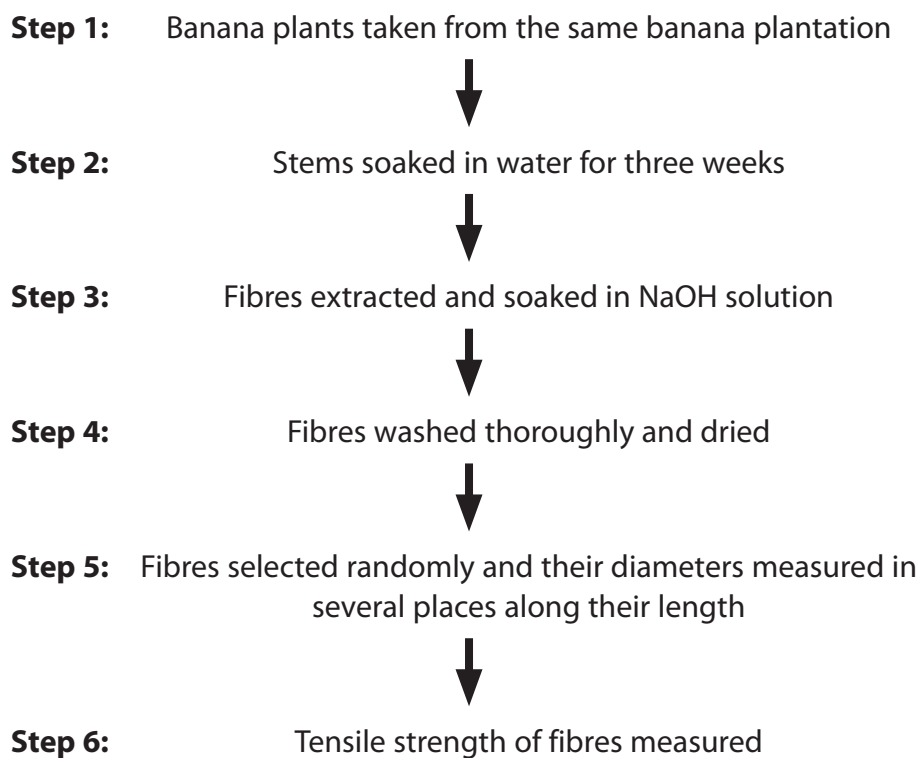 Step 1: Banana plants taken from the same banana plantation
Step 2: Stems soaked in water for three weeks
Step 3: Fibres extracted and soaked in NaOH solution
Step 4: Fibres washed thoroughly and dried
Step 5: Fibres selected randomly and their diameters measured in
several places along their length
Step 6: Tensile strength of fibres measured